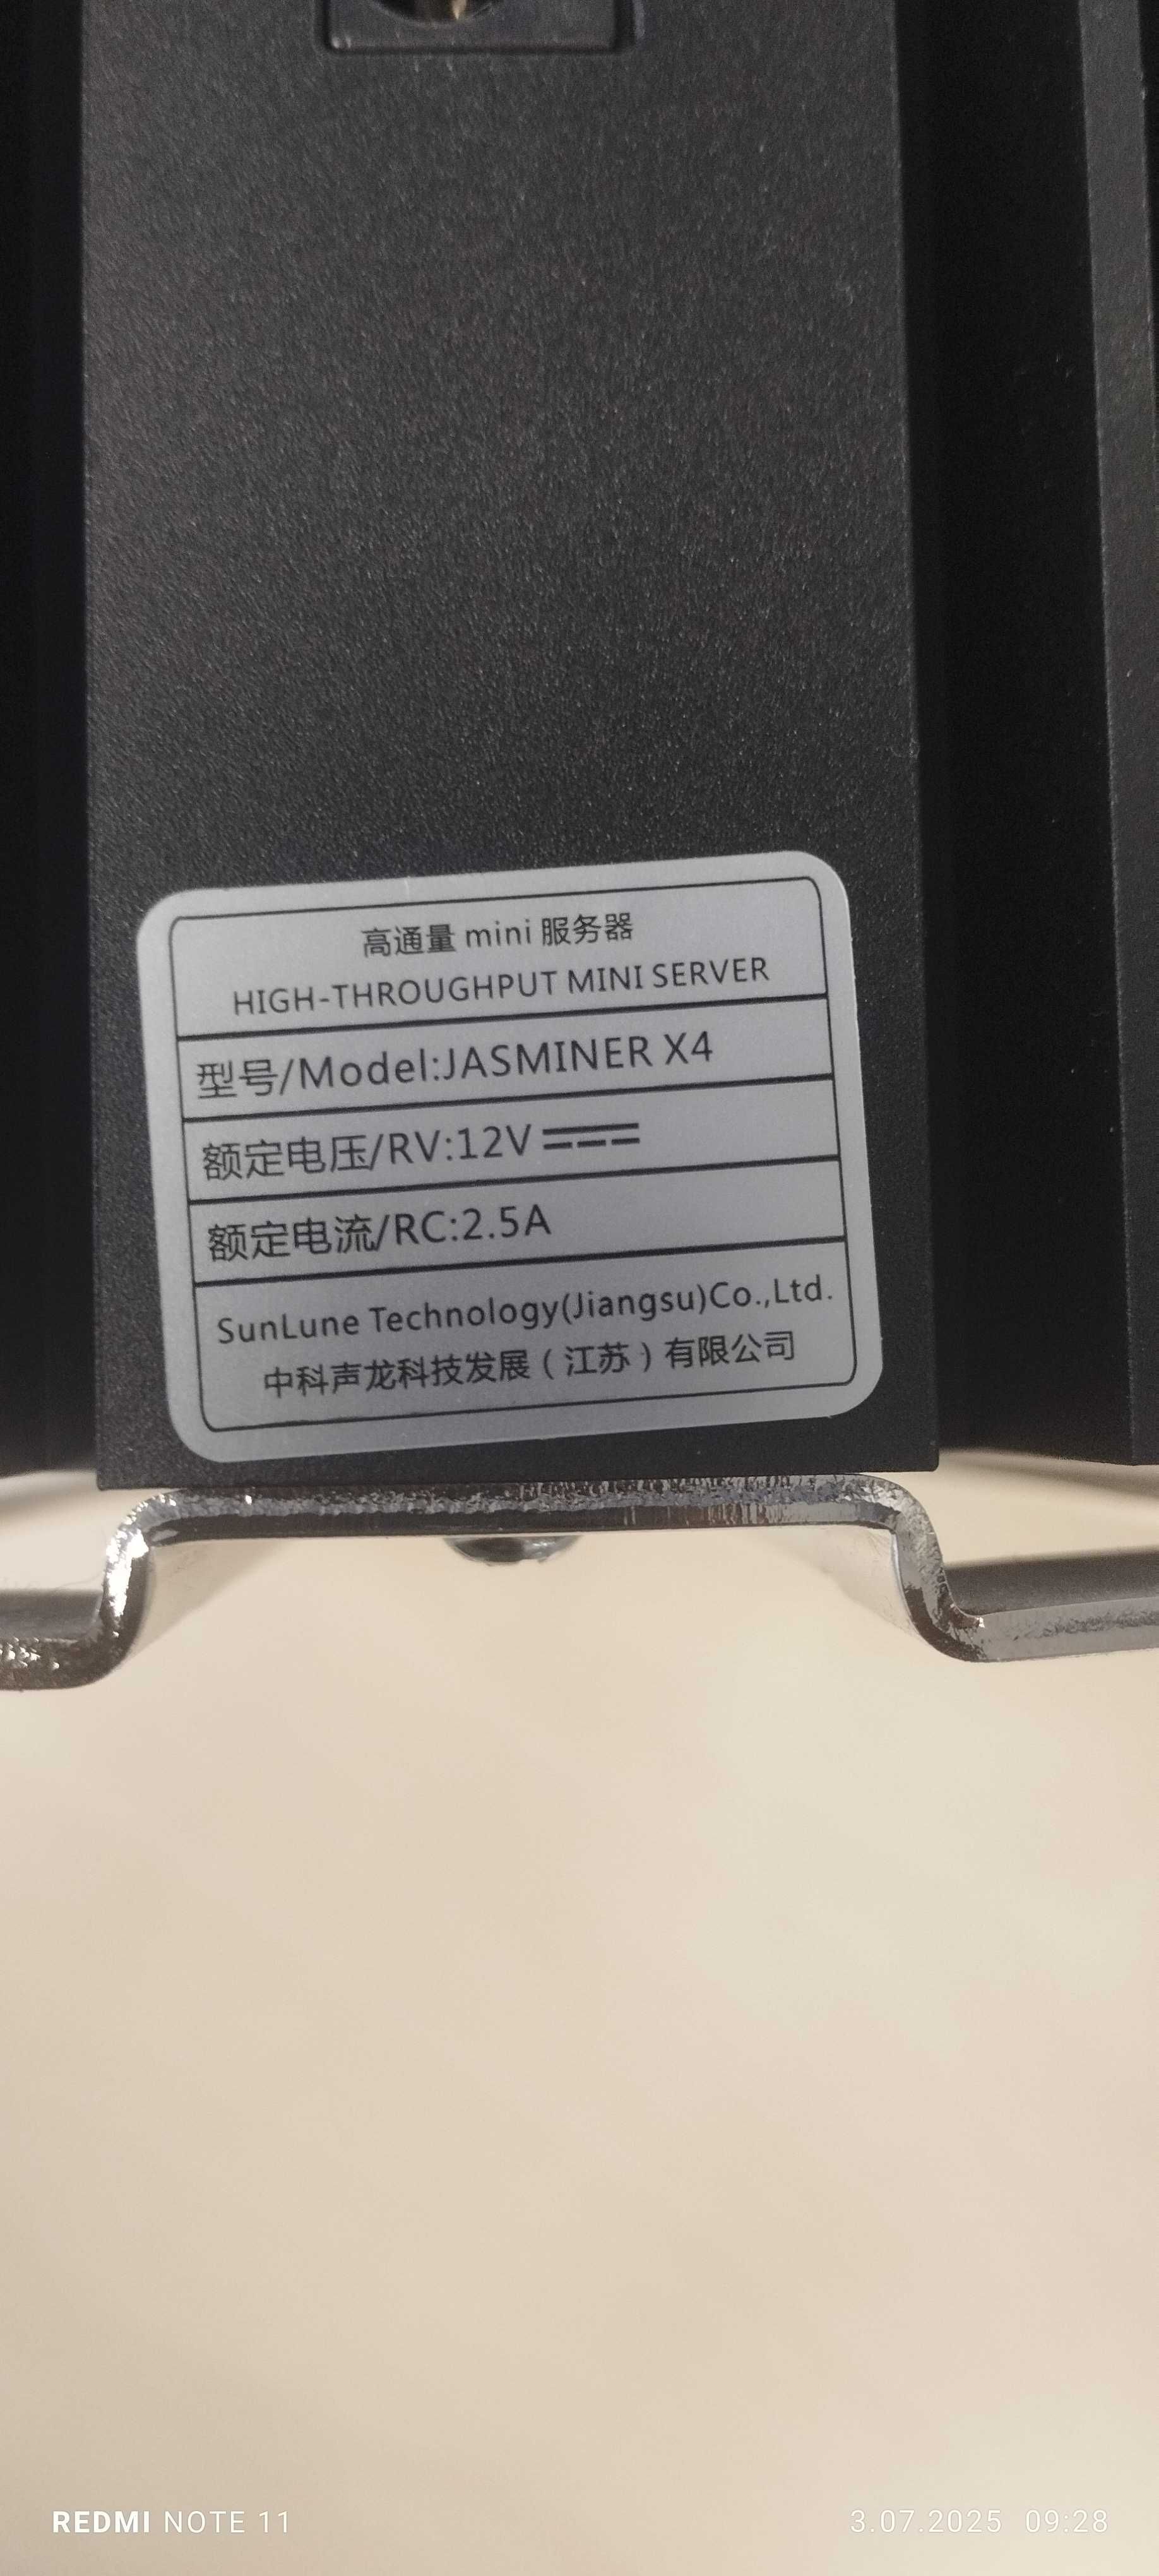 高通量 mini 服务器
HIGH-THROUGHPUT MINI SERVER
型号/Model:JASMINER X4
额定电压/RV:12V
额定电流/RC:2.5A
SunLune Technology(Jiangsu)Co.,Ltd.
中科声龙科技发展（江苏）有限公司
REDMI NOTE 11
3.07.2025 09:28